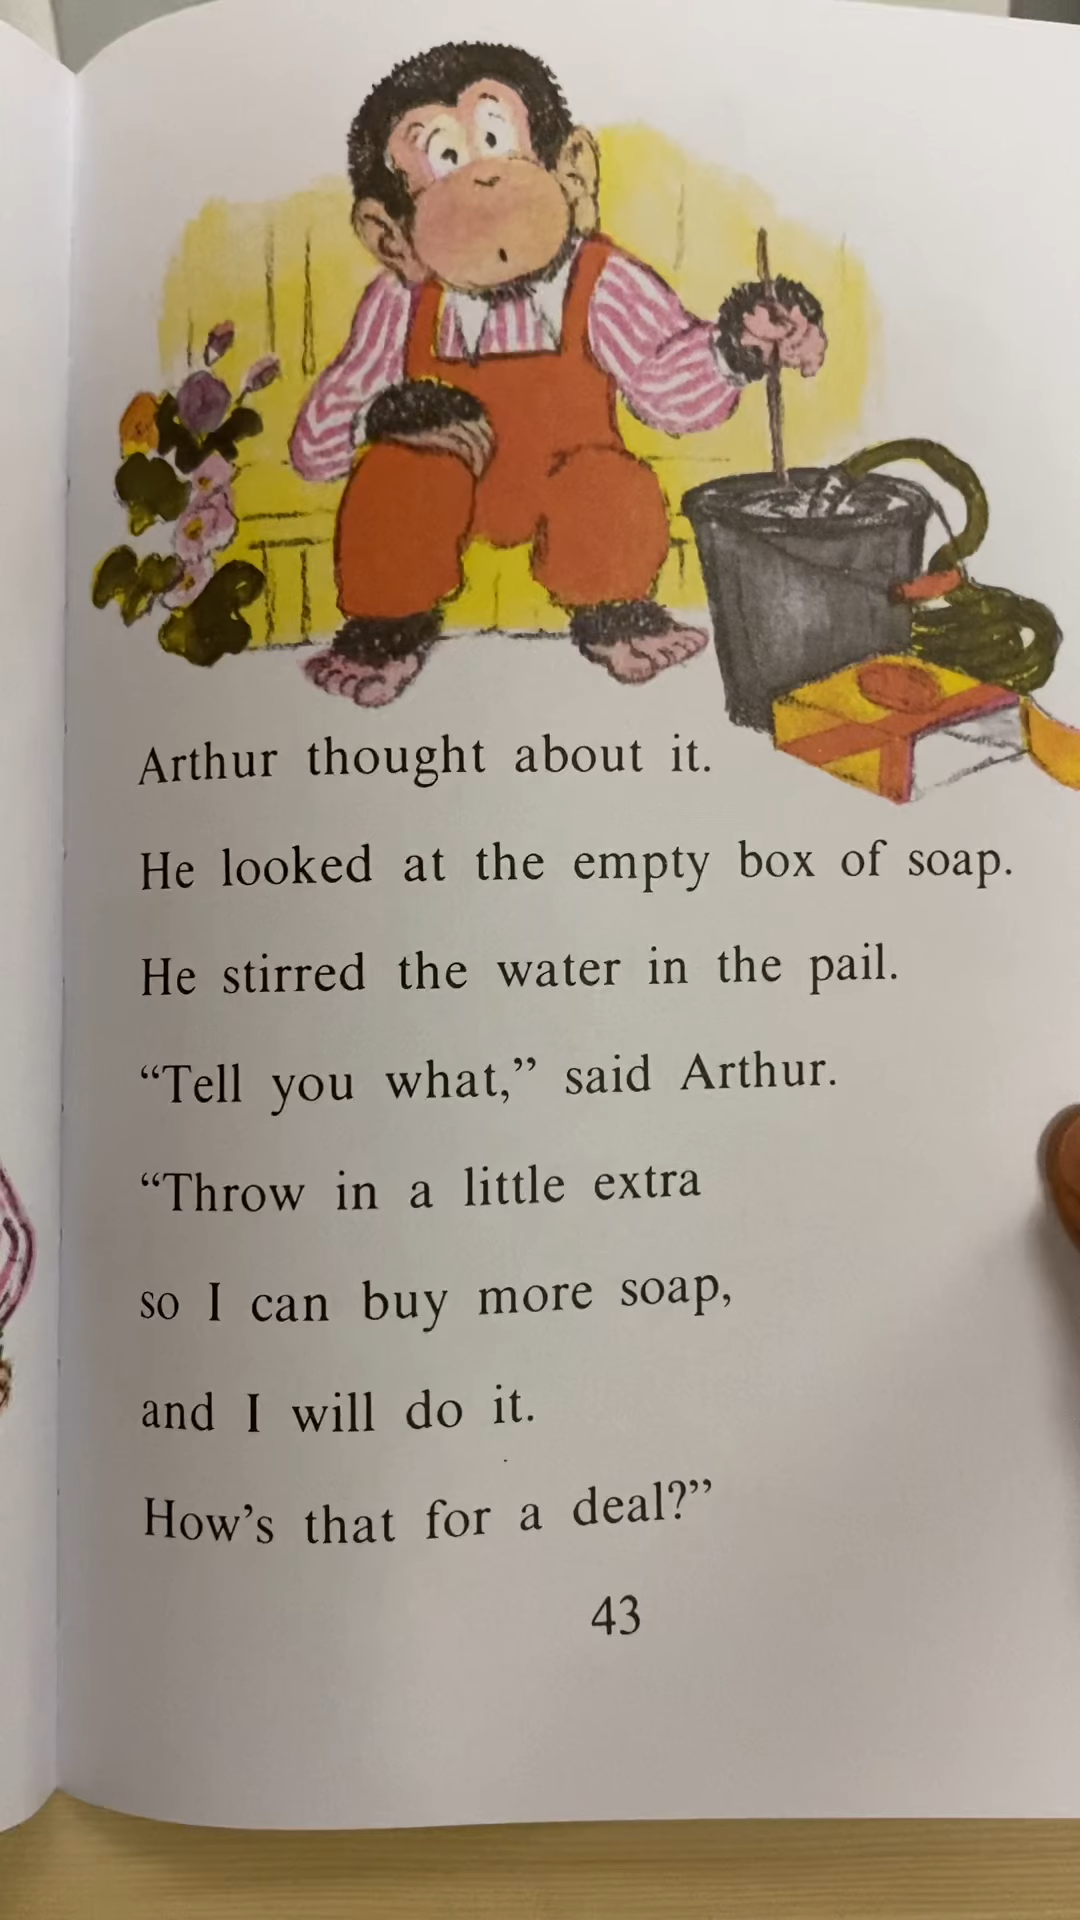 Arthur thought about it.
He looked at the empty box of soap.
He stirred the water in the pail.
“Tell you what,” said Arthur.
“Throw in a little extra
so I can buy more soap,
and I will do it.
How’s that for a deal?”
43